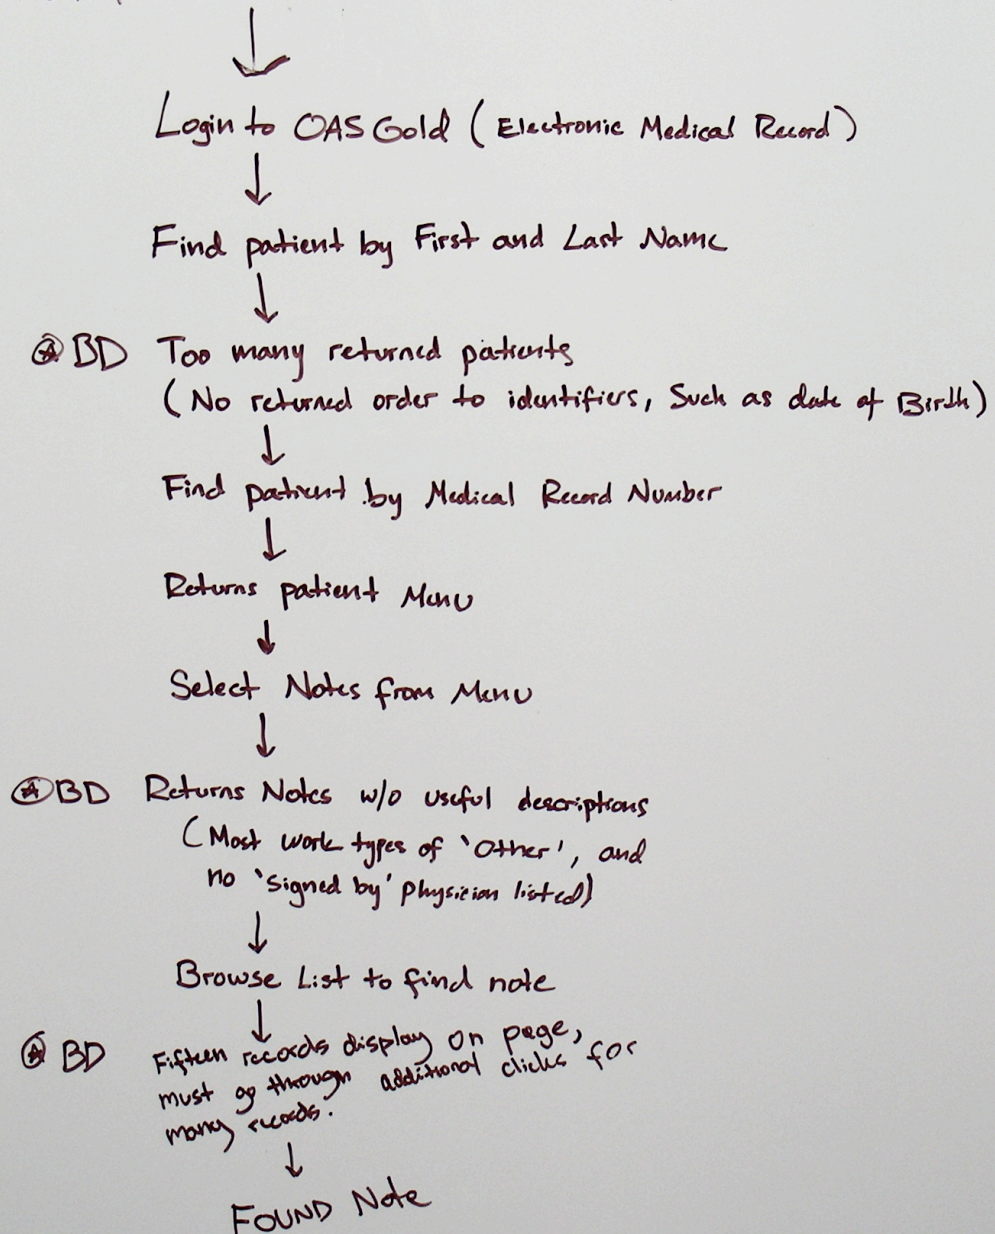 Login to OAS Gold (Electronic Medical Record)
Find patient by First and Last Name
BD Too many returned patients
(No returned order to identifiers, Such as date of Birth)
Find patient by Medical Record Number
Returns patient Menu
Select Notes from Menu
BD Returns Notes w/o useful descriptions
(Most work types of 'Other', and
no 'signed by' physician listed)
Browse List to find note
BD Fifteen records display on page,
must go through additional clicks for
many records.
FOUND Note